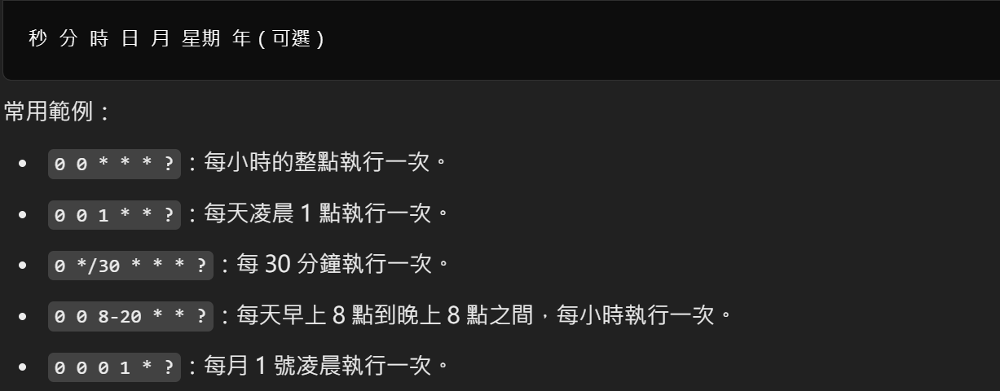 秒 分 時 日 月 星期 年（可選）
常用範例：
• 0 0 * * * ?：每小時的整點執行一次。
• 0 0 1 * * ?：每天凌晨 1 點執行一次。
• 0 */30 * * * ?：每 30 分鐘執行一次。
• 0 0 8-20 * * ?：每天早上 8 點到晚上 8 點之間，每小時執行一次。
• 0 0 0 1 * ?：每月 1 號凌晨執行一次。